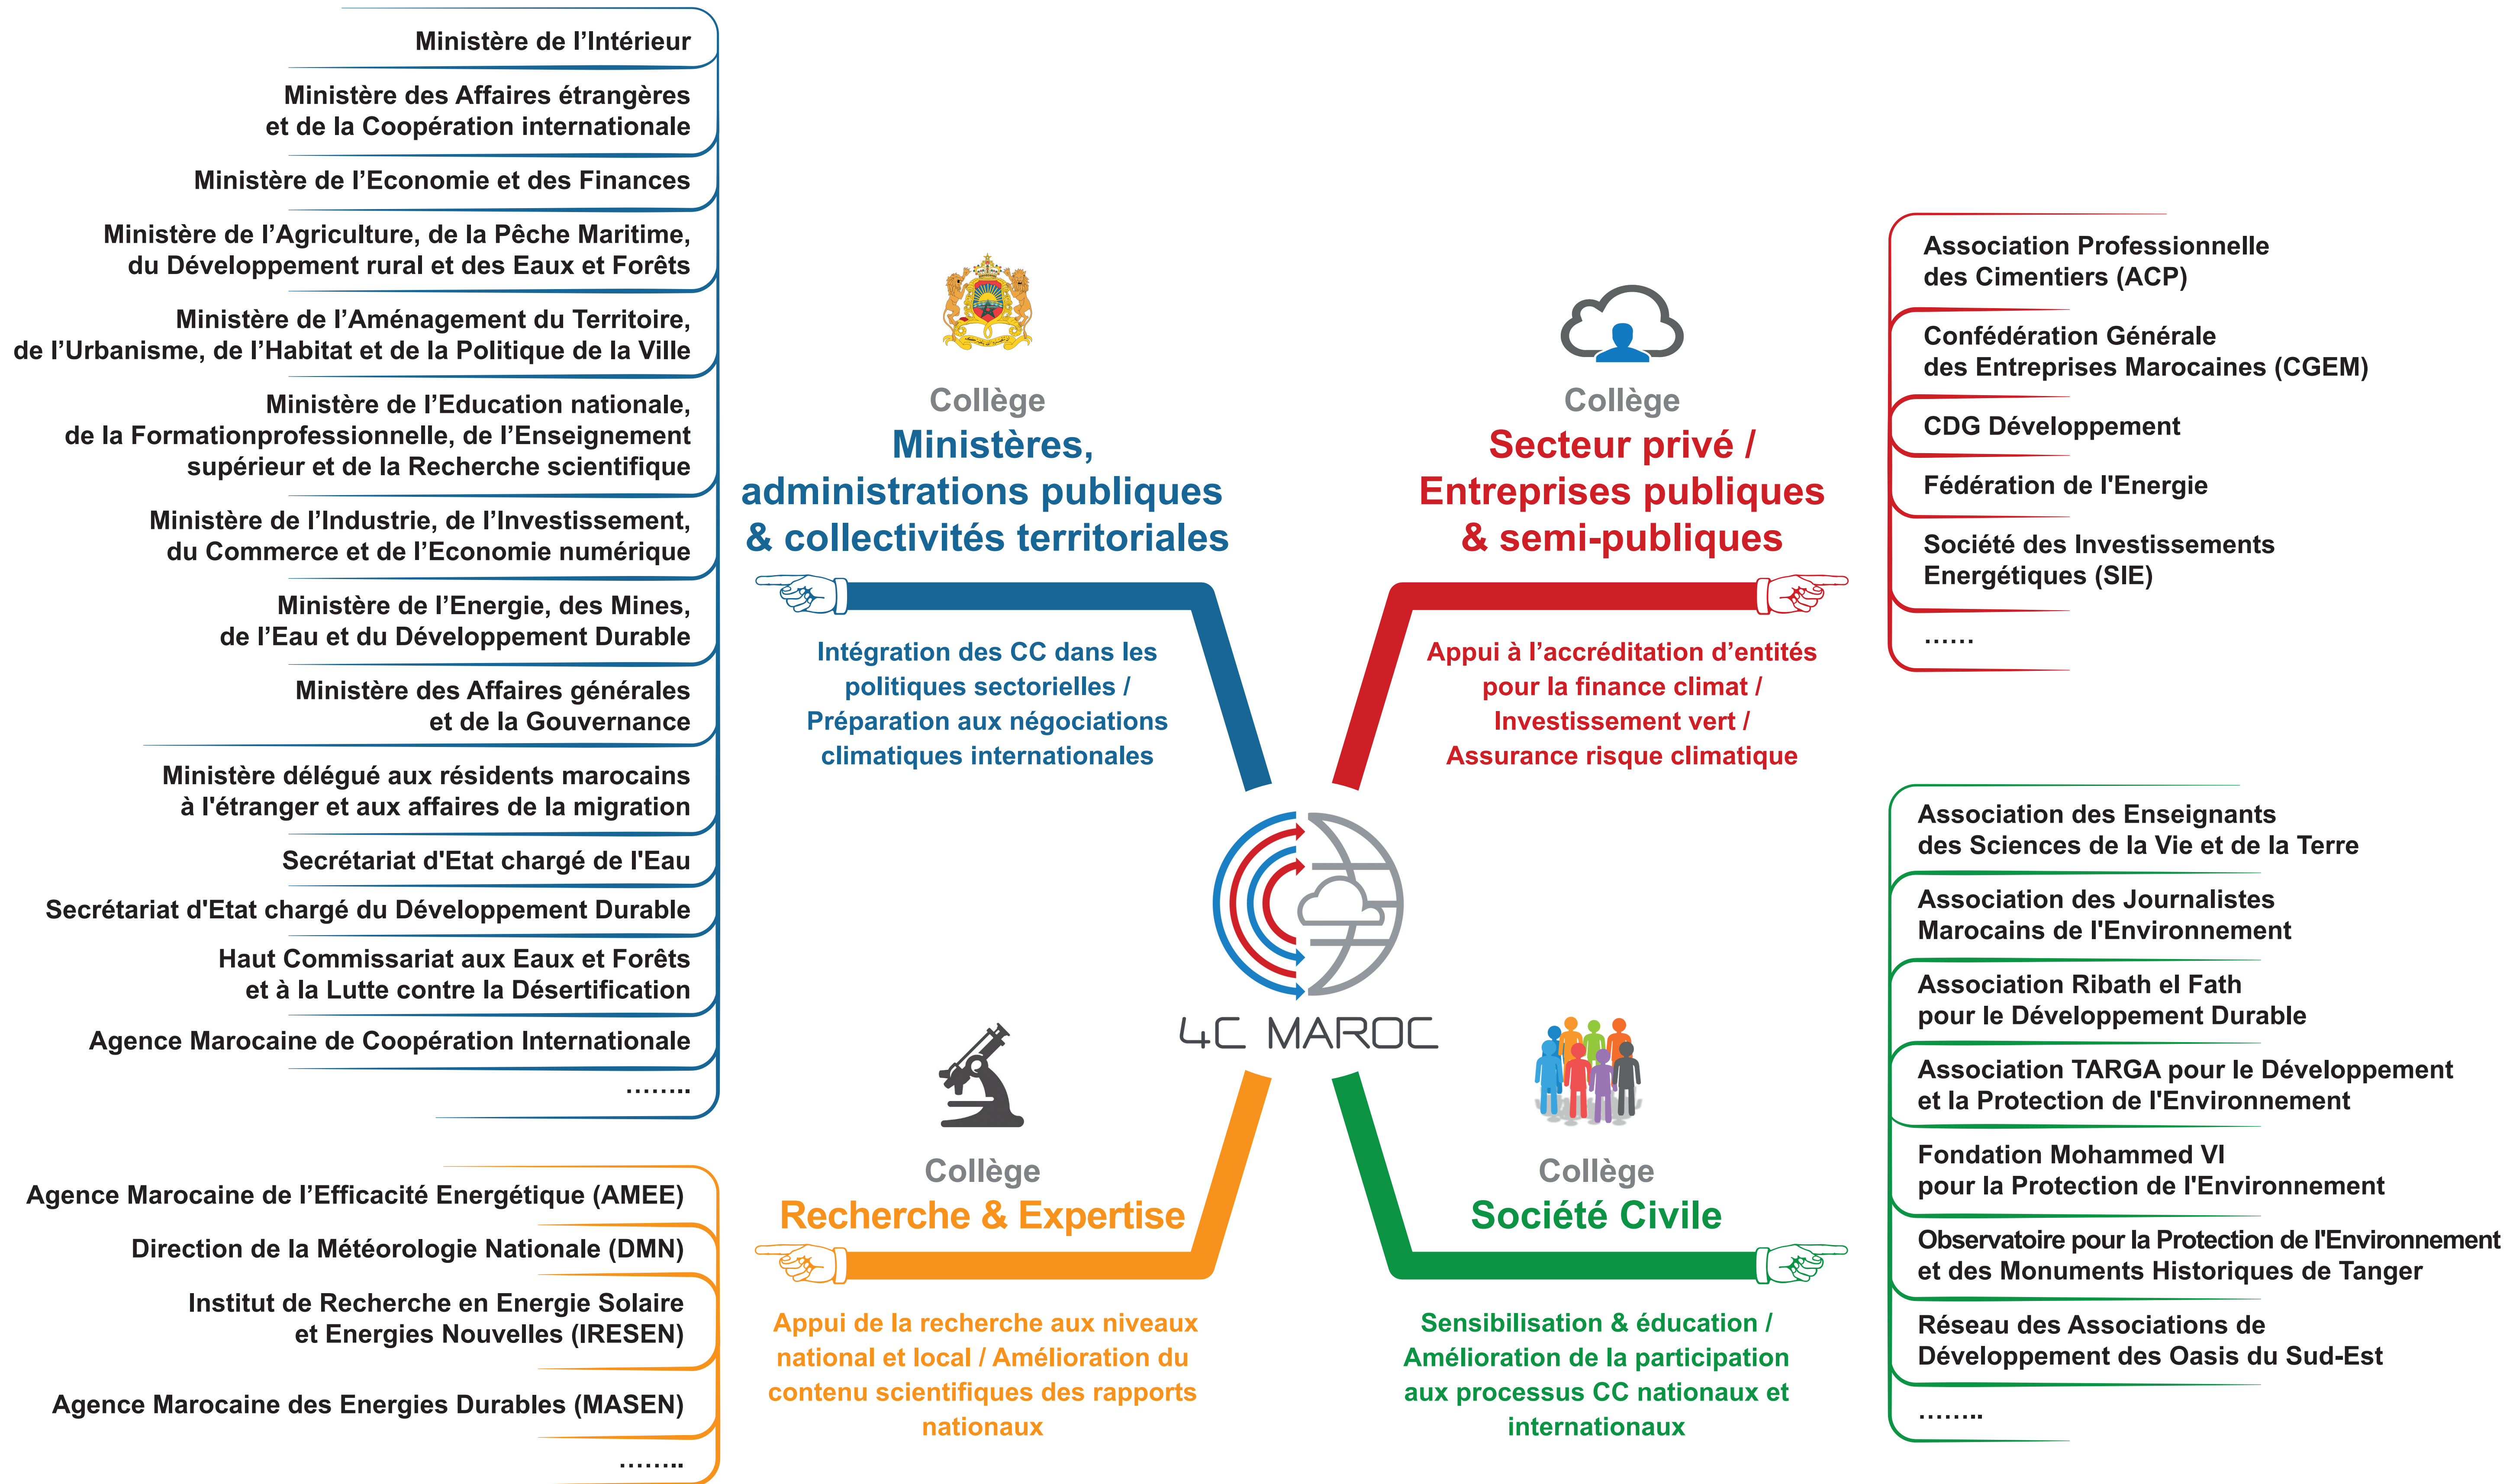 Ministère de l’Intérieur
Ministère des Affaires étrangères
et de la Coopération internationale
Ministère de l’Economie et des Finances
Ministère de l’Agriculture, de la Pêche Maritime,
du Développement rural et des Eaux et Forêts
Ministère de l’Aménagement du Territoire,
de l’Urbanisme, de l’Habitat et de la Politique de la Ville
Ministère de l’Education nationale,
de la Formationprofessionnelle, de l’Enseignement
supérieur et de la Recherche scientifique
Ministère de l’Industrie, de l’Investissement,
du Commerce et de l’Economie numérique
Ministère de l’Energie, des Mines,
de l’Eau et du Développement Durable
Ministère des Affaires générales
et de la Gouvernance
Ministère délégué aux résidents marocains
à l'étranger et aux affaires de la migration
Secrétariat d'Etat chargé de l'Eau
Secrétariat d'Etat chargé du Développement Durable
Haut Commissariat aux Eaux et Forêts
et à la Lutte contre la Désertification
Agence Marocaine de Coopération Internationale
……..
Collège
Ministères,
administrations publiques
& collectivités territoriales
Intégration des CC dans les
politiques sectorielles /
Préparation aux négociations
climatiques internationales
Collège
Secteur privé /
Entreprises publiques
& semi-publiques
Appui à l’accréditation d’entités
pour la finance climat /
Investissement vert /
Assurance risque climatique
Association Professionnelle
des Cimentiers (ACP)
Confédération Générale
des Entreprises Marocaines (CGEM)
CDG Développement
Fédération de l'Energie
Société des Investissements
Energétiques (SIE)
……
4C MAROC
Agence Marocaine de l’Efficacité Energétique (AMEE)
Direction de la Météorologie Nationale (DMN)
Institut de Recherche en Energie Solaire
et Energies Nouvelles (IRESEN)
Agence Marocaine des Energies Durables (MASEN)
……..
Collège
Recherche & Expertise
Appui de la recherche aux niveaux
national et local / Amélioration du
contenu scientifiques des rapports
nationaux
Collège
Société Civile
Sensibilisation & éducation /
Amélioration de la participation
aux processus CC nationaux et
internationaux
Association des Enseignants
des Sciences de la Vie et de la Terre
Association des Journalistes
Marocains de l'Environnement
Association Ribath el Fath
pour le Développement Durable
Association TARGA pour le Développement
et la Protection de l'Environnement
Fondation Mohammed VI
pour la Protection de l'Environnement
Observatoire pour la Protection de l'Environnement
et des Monuments Historiques de Tanger
Réseau des Associations de
Développement des Oasis du Sud-Est
……..